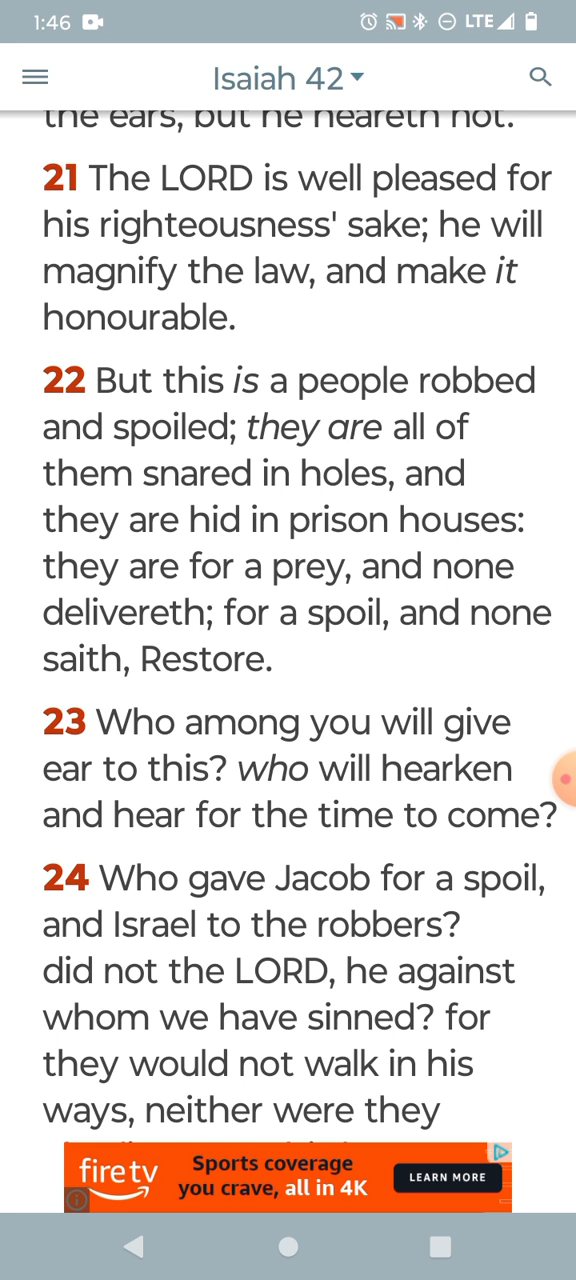 1:46
LTE
Isaiah 42
the ears, but he heareth not.
21 The LORD is well pleased for
his righteousness' sake; he will
magnify the law, and make it
honourable.
22 But this is a people robbed
and spoiled; they are all of
them snared in holes, and
they are hid in prison houses:
they are for a prey, and none
delivereth; for a spoil, and none
saith, Restore.
23 Who among you will give
ear to this? who will hearken
and hear for the time to come?
24 Who gave Jacob for a spoil,
and Israel to the robbers?
did not the LORD, he against
whom we have sinned? for
they would not walk in his
ways, neither were they
fire tv
Sports coverage
you crave, all in 4K
LEARN MORE